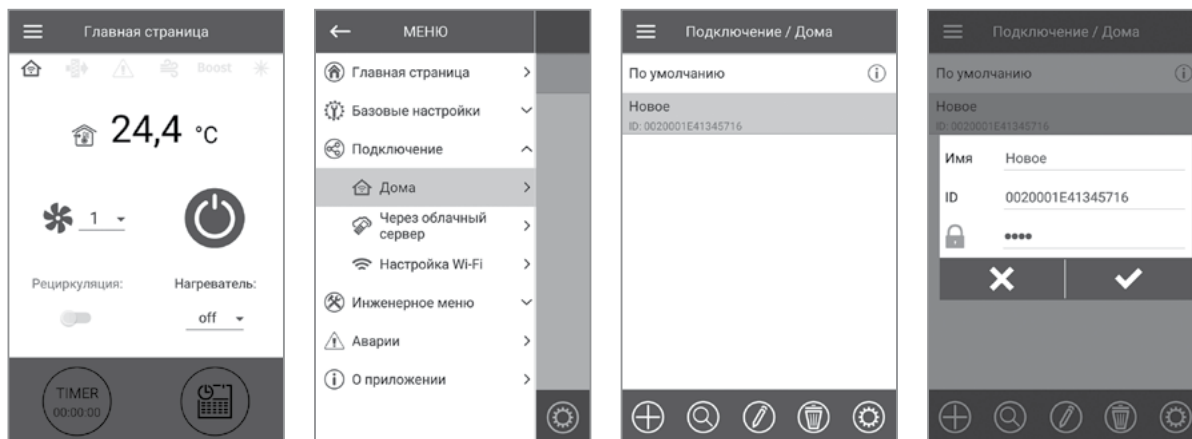 Главная страница
Boost
24,4 °C
1
Рециркуляция:
Нагреватель:
off
TIMER
00:00:00
МЕНЮ
Главная страница
Базовые настройки
Подключение
Дома
Через облачный
сервер
Настройка Wi-Fi
Инженерное меню
Аварии
О приложении
Подключение / Дома
По умолчанию
Новое
ID: 0020001E41345716
Подключение / Дома
По умолчанию
Новое
ID: 0020001E41345716
Имя Новое
ID 0020001E41345716
••••